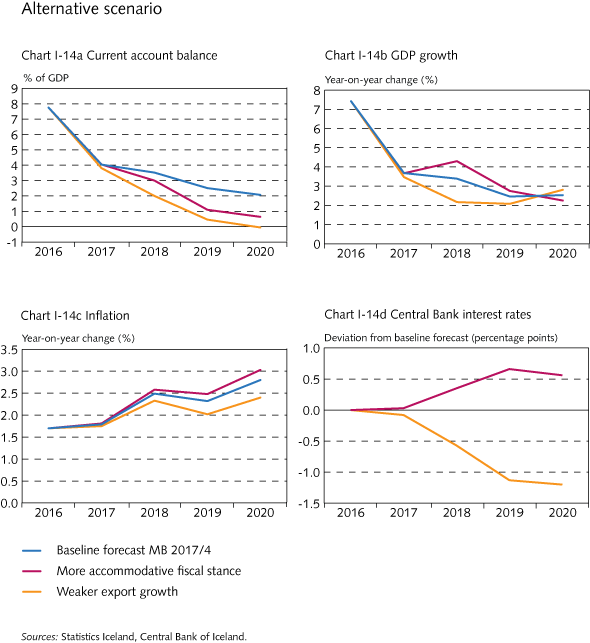 Alternative scenario
Chart I-14a Current account balance
% of GDP
9
8
7
6
5
4
3
2
1
0
-1
2016 2017 2018 2019 2020
Chart I-14b GDP growth
Year-on-year change (%)
8
7
6
5
4
3
2
1
0
2016 2017 2018 2019 2020
Chart I-14c Inflation
Year-on-year change (%)
3.5
3.0
2.5
2.0
1.5
1.0
0.5
0.0
2016 2017 2018 2019 2020
Chart I-14d Central Bank interest rates
Deviation from baseline forecast (percentage points)
1.0
0.5
0.0
-0.5
-1.0
-1.5
2016 2017 2018 2019 2020
Baseline forecast MB 2017/4
More accommodative fiscal stance
Weaker export growth
Sources: Statistics Iceland, Central Bank of Iceland.